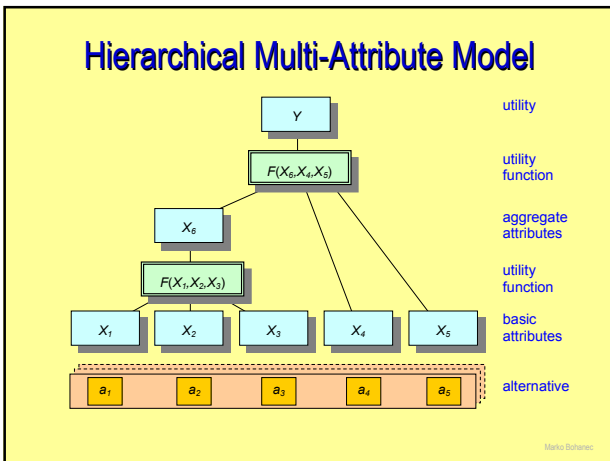 Hierarchical Multi-Attribute Model
Y
utility
F(X₆,X₄,X₅)
utility
function
X₆
aggregate
attributes
F(X₁,X₂,X₃)
utility
function
X₁ X₂ X₃ X₄ X₅
basic
attributes
a₁ a₂ a₃ a₄ a₅
alternative
Marko Bohanec